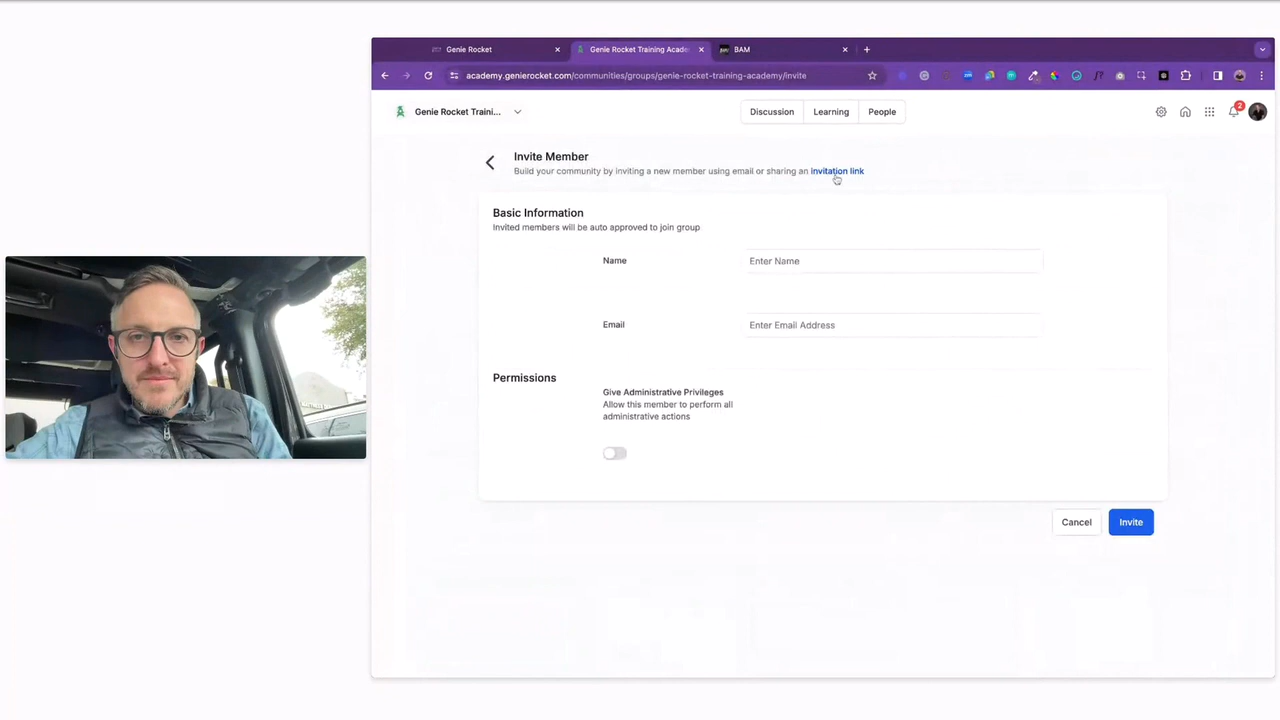 Genie Rocket
Genie Rocket Training Acade
BAM
academy.genierocket.com/communities/groups/genie-rocket-training-academy/invite
Genie Rocket Traini...
Discussion
Learning
People
2
Invite Member
Build your community by inviting a new member using email or sharing an invitation link
Basic Information
Invited members will be auto approved to join group
Name
Enter Name
Email
Enter Email Address
Permissions
Give Administrative Privileges
Allow this member to perform all
administrative actions
Cancel
Invite